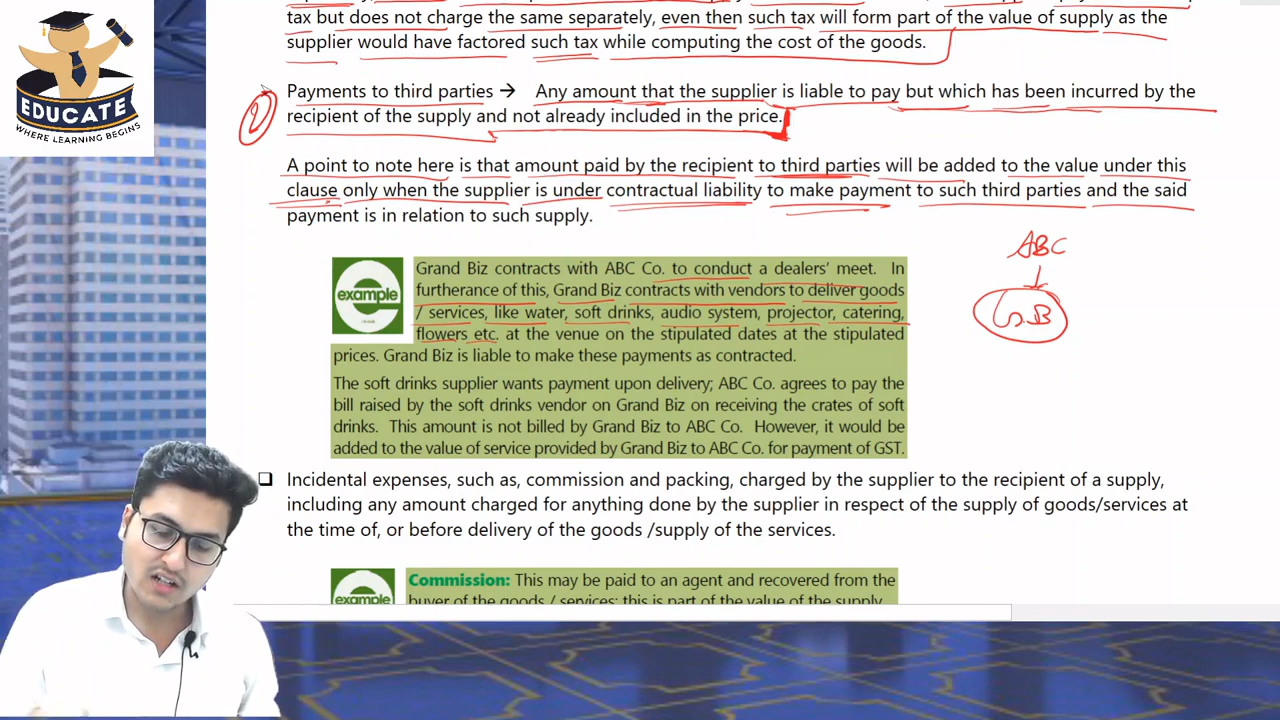 tax but does not charge the same separately, even then such tax will form part of the value of supply as the
supplier would have factored such tax while computing the cost of the goods.
EDUCATE
WHERE LEARNING BEGINS
2 Payments to third parties → Any amount that the supplier is liable to pay but which has been incurred by the
recipient of the supply and not already included in the price.
A point to note here is that amount paid by the recipient to third parties will be added to the value under this
clause only when the supplier is under contractual liability to make payment to such third parties and the said
payment is in relation to such supply.
ABC
G.B
example
Grand Biz contracts with ABC Co. to conduct a dealers’ meet. In
furtherance of this, Grand Biz contracts with vendors to deliver goods
/ services, like water, soft drinks, audio system, projector, catering,
flowers etc. at the venue on the stipulated dates at the stipulated
prices. Grand Biz is liable to make these payments as contracted.
The soft drinks supplier wants payment upon delivery; ABC Co. agrees to pay the
bill raised by the soft drinks vendor on Grand Biz on receiving the crates of soft
drinks. This amount is not billed by Grand Biz to ABC Co. However, it would be
added to the value of service provided by Grand Biz to ABC Co. for payment of GST.
❑ Incidental expenses, such as, commission and packing, charged by the supplier to the recipient of a supply,
including any amount charged for anything done by the supplier in respect of the supply of goods/services at
the time of, or before delivery of the goods /supply of the services.
example
Commission: This may be paid to an agent and recovered from the
buyer of the goods / services; this is part of the value of the supply